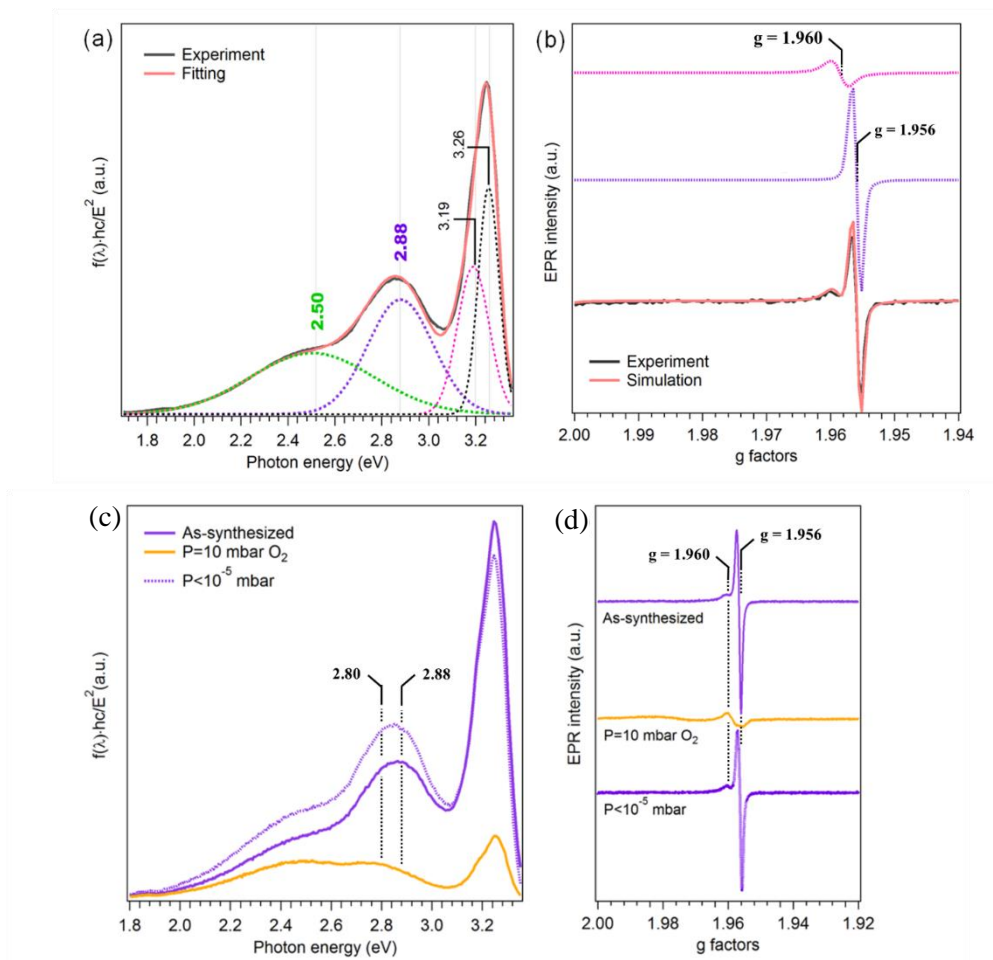 (a)
Experiment
Fitting
3.26
3.19
2.88
2.50
f(λ)·hc/E² (a.u.)
1.8 2.0 2.2 2.4 2.6 2.8 3.0 3.2
Photon energy (eV)
(b)
g = 1.960
g = 1.956
EPR intensity (a.u.)
Experiment
Simulation
2.00 1.99 1.98 1.97 1.96 1.95 1.94
g factors
(c)
As-synthesized
P=10 mbar O₂
P<10⁻⁵ mbar
2.80 2.88
f(λ)·hc/E² (a.u.)
1.8 2.0 2.2 2.4 2.6 2.8 3.0 3.2
Photon energy (eV)
(d)
g = 1.960
g = 1.956
As-synthesized
P=10 mbar O₂
P<10⁻⁵ mbar
EPR intensity (a.u.)
2.00 1.98 1.96 1.94 1.92
g factors